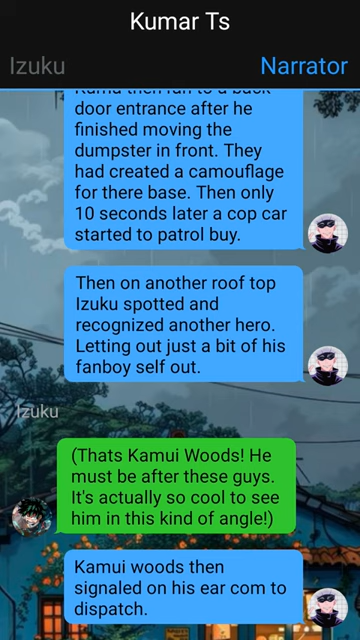 Kumar Ts
Izuku
Narrator
door entrance after he
finished moving the
dumpster in front. They
had created a camouflage
for there base. Then only
10 seconds later a cop car
started to patrol buy.
Then on another roof top
Izuku spotted and
recognized another hero.
Letting out just a bit of his
fanboy self out.
Izuku
(Thats Kamui Woods! He
must be after these guys.
It's actually so cool to see
him in this kind of angle!)
Kamui woods then
signaled on his ear com to
dispatch.